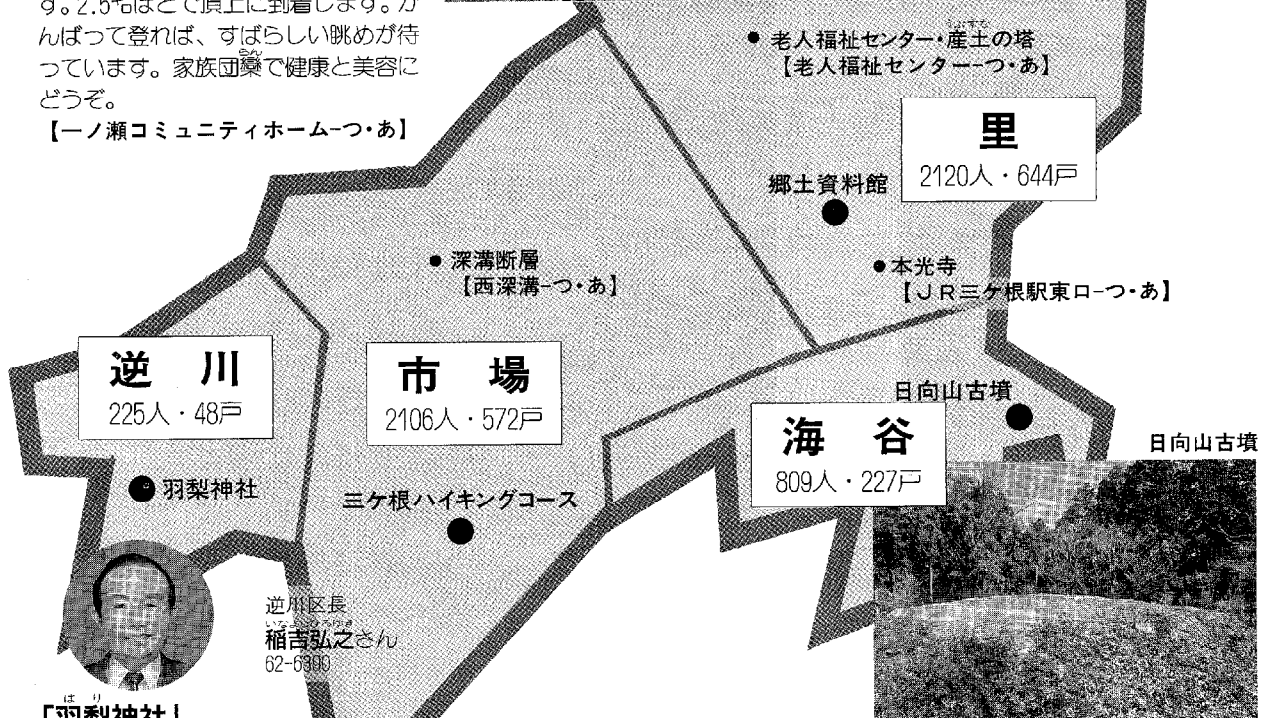 す。2.5㌔ほどで頂上に到着します。が
んばって登れば、すばらしい眺めが待
っています。家族団欒で健康と美容に
どうぞ。
【一ノ瀬コミュニティホーム-つ・あ】
うぶすな
●老人福祉センター・産土の塔
【老人福祉センター-つ・あ】
里
2120人・644戸
郷土資料館
●本光寺
【JR三ケ根駅東口-つ・あ】
●深溝断層
【西深溝-つ・あ】
逆川
225人・48戸
市場
2106人・572戸
日向山古墳
海谷
809人・227戸
日向山古墳
羽梨神社
三ケ根ハイキングコース
逆川区長
稲吉弘之さん
62-6300
はり
「羽梨神社」